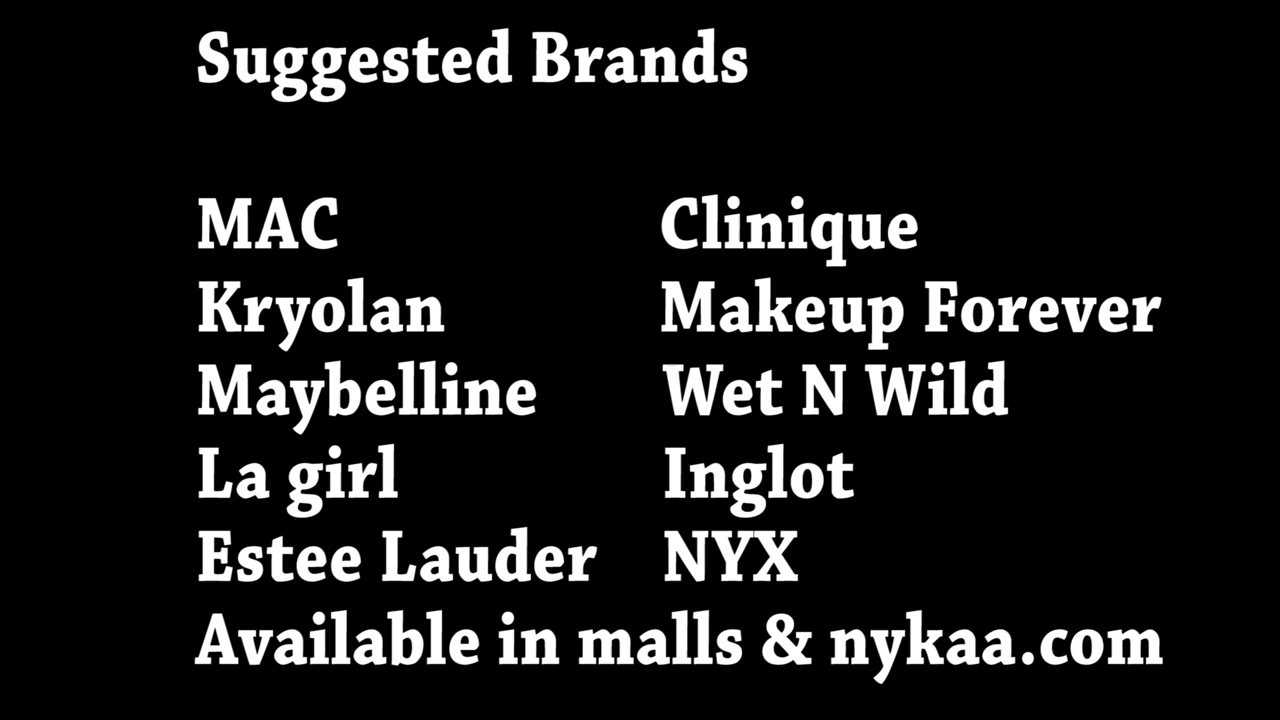 Suggested Brands
MAC Clinique
Kryolan Makeup Forever
Maybelline Wet N Wild
La girl Inglot
Estee Lauder NYX
Available in malls & nykaa.com